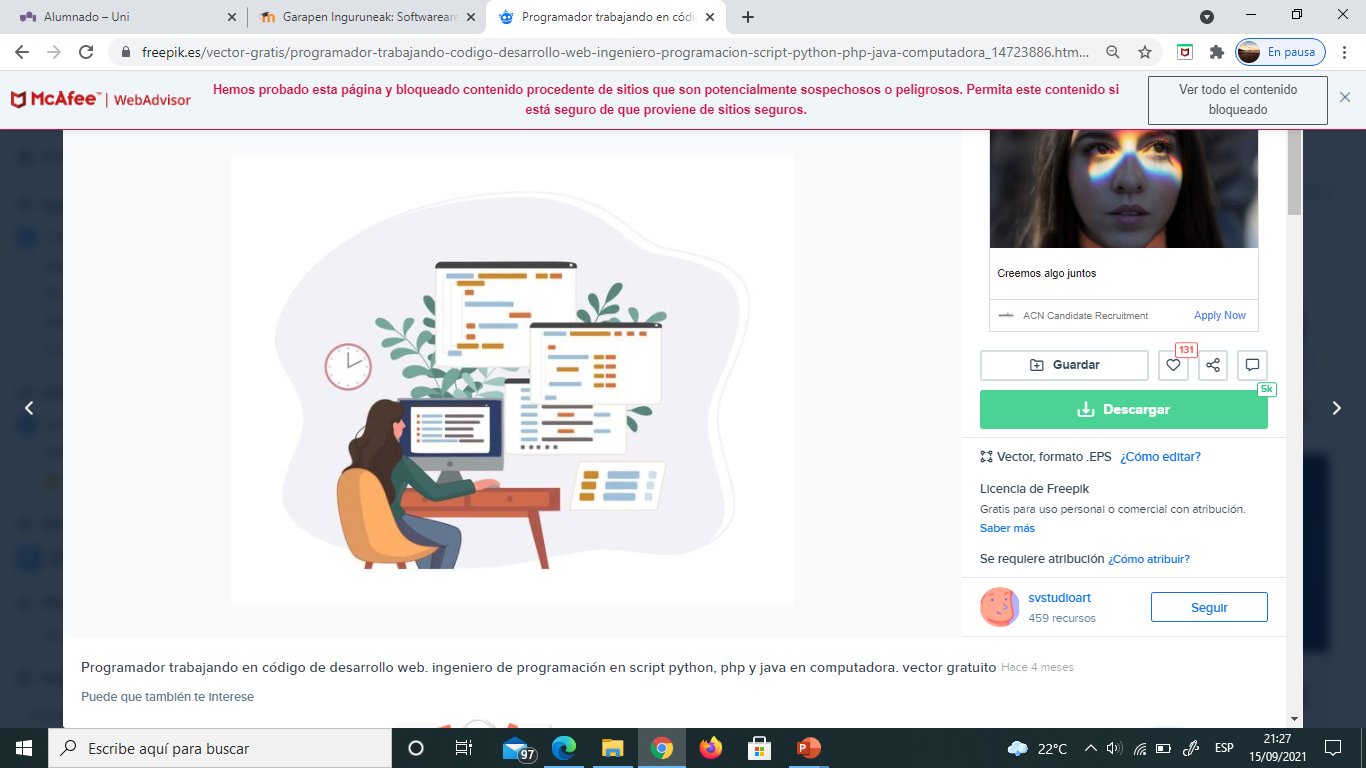 Alumnado – Uni
Garapen Inguruneak: Softwarearen
Programador trabajando en códi
freepik.es/vector-gratis/programador-trabajando-codigo-desarrollo-web-ingeniero-programacion-script-python-php-java-computadora_14723886.htm...
En pausa
McAfee™ | WebAdvisor
Hemos probado esta página y bloqueado contenido procedente de sitios que son potencialmente sospechosos o peligrosos. Permita este contenido si
está seguro de que proviene de sitios seguros.
Ver todo el contenido
bloqueado
Creemos algo juntos
ACN Candidate Recruitment
Apply Now
131
Guardar
5k
Descargar
Vector, formato .EPS ¿Cómo editar?
Licencia de Freepik
Gratis para uso personal o comercial con atribución.
Saber más
Se requiere atribución ¿Cómo atribuir?
svstudioart
459 recursos
Seguir
Programador trabajando en código de desarrollo web. ingeniero de programación en script python, php y java en computadora. vector gratuito Hace 4 meses
Puede que también te interese
Escribe aquí para buscar
97
22°C
ESP
21:27
15/09/2021